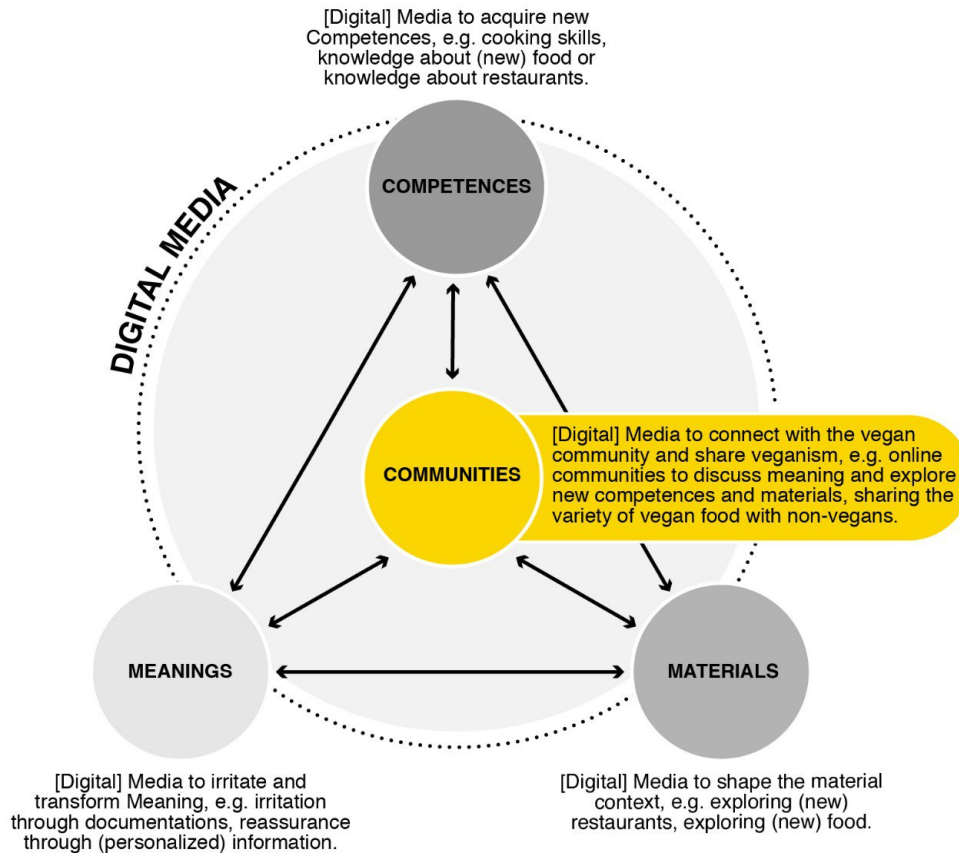 [Digital] Media to acquire new
Competences, e.g. cooking skills,
knowledge about (new) food or
knowledge about restaurants.
COMPETENCES
DIGITAL MEDIA
COMMUNITIES
[Digital] Media to connect with the vegan
community and share veganism, e.g. online
communities to discuss meaning and explore
new competences and materials, sharing the
variety of vegan food with non-vegans.
MEANINGS
MATERIALS
[Digital] Media to irritate and
transform Meaning, e.g. irritation
through documentations, reassurance
through (personalized) information.
[Digital] Media to shape the material
context, e.g. exploring (new)
restaurants, exploring (new) food.